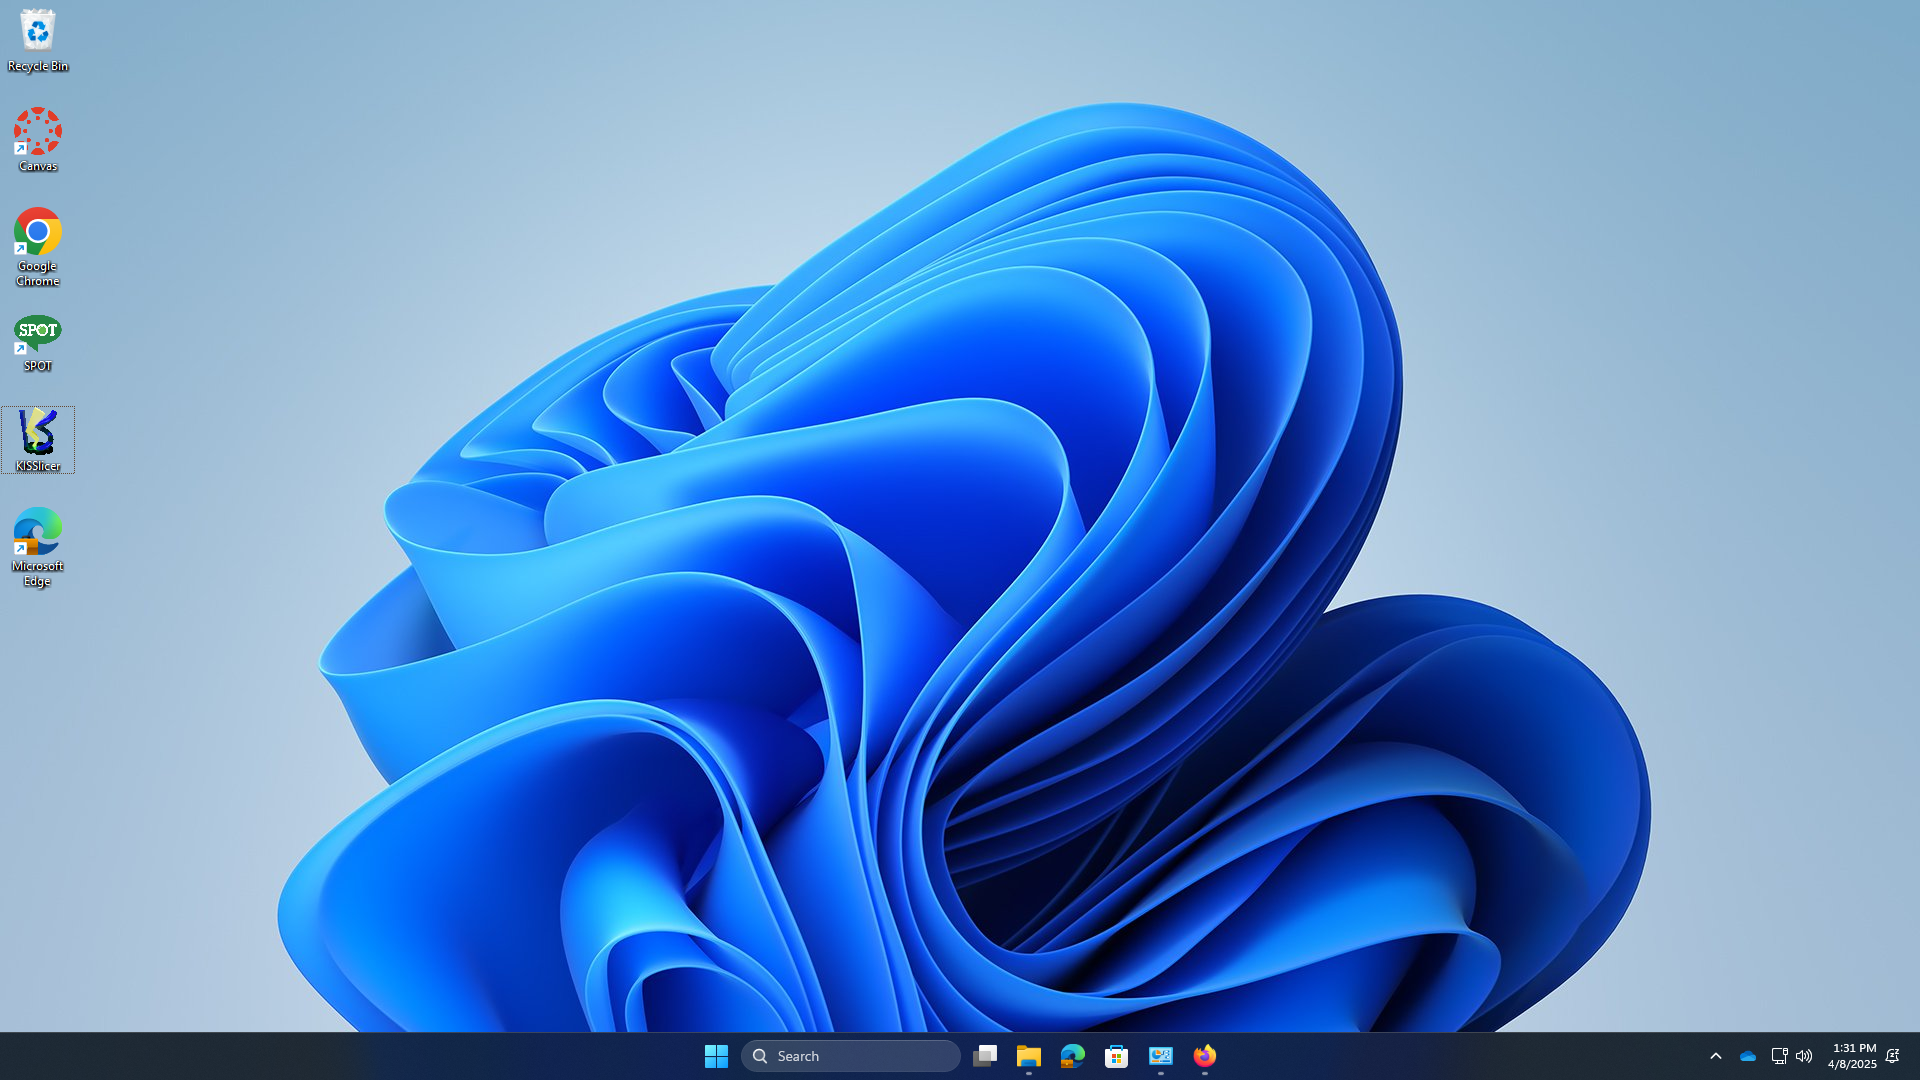 Recycle Bin
Canvas
Google
Chrome
SPOT
SPOT
KISSlicer
Microsoft
Edge
Search
1:31 PM
4/8/2025